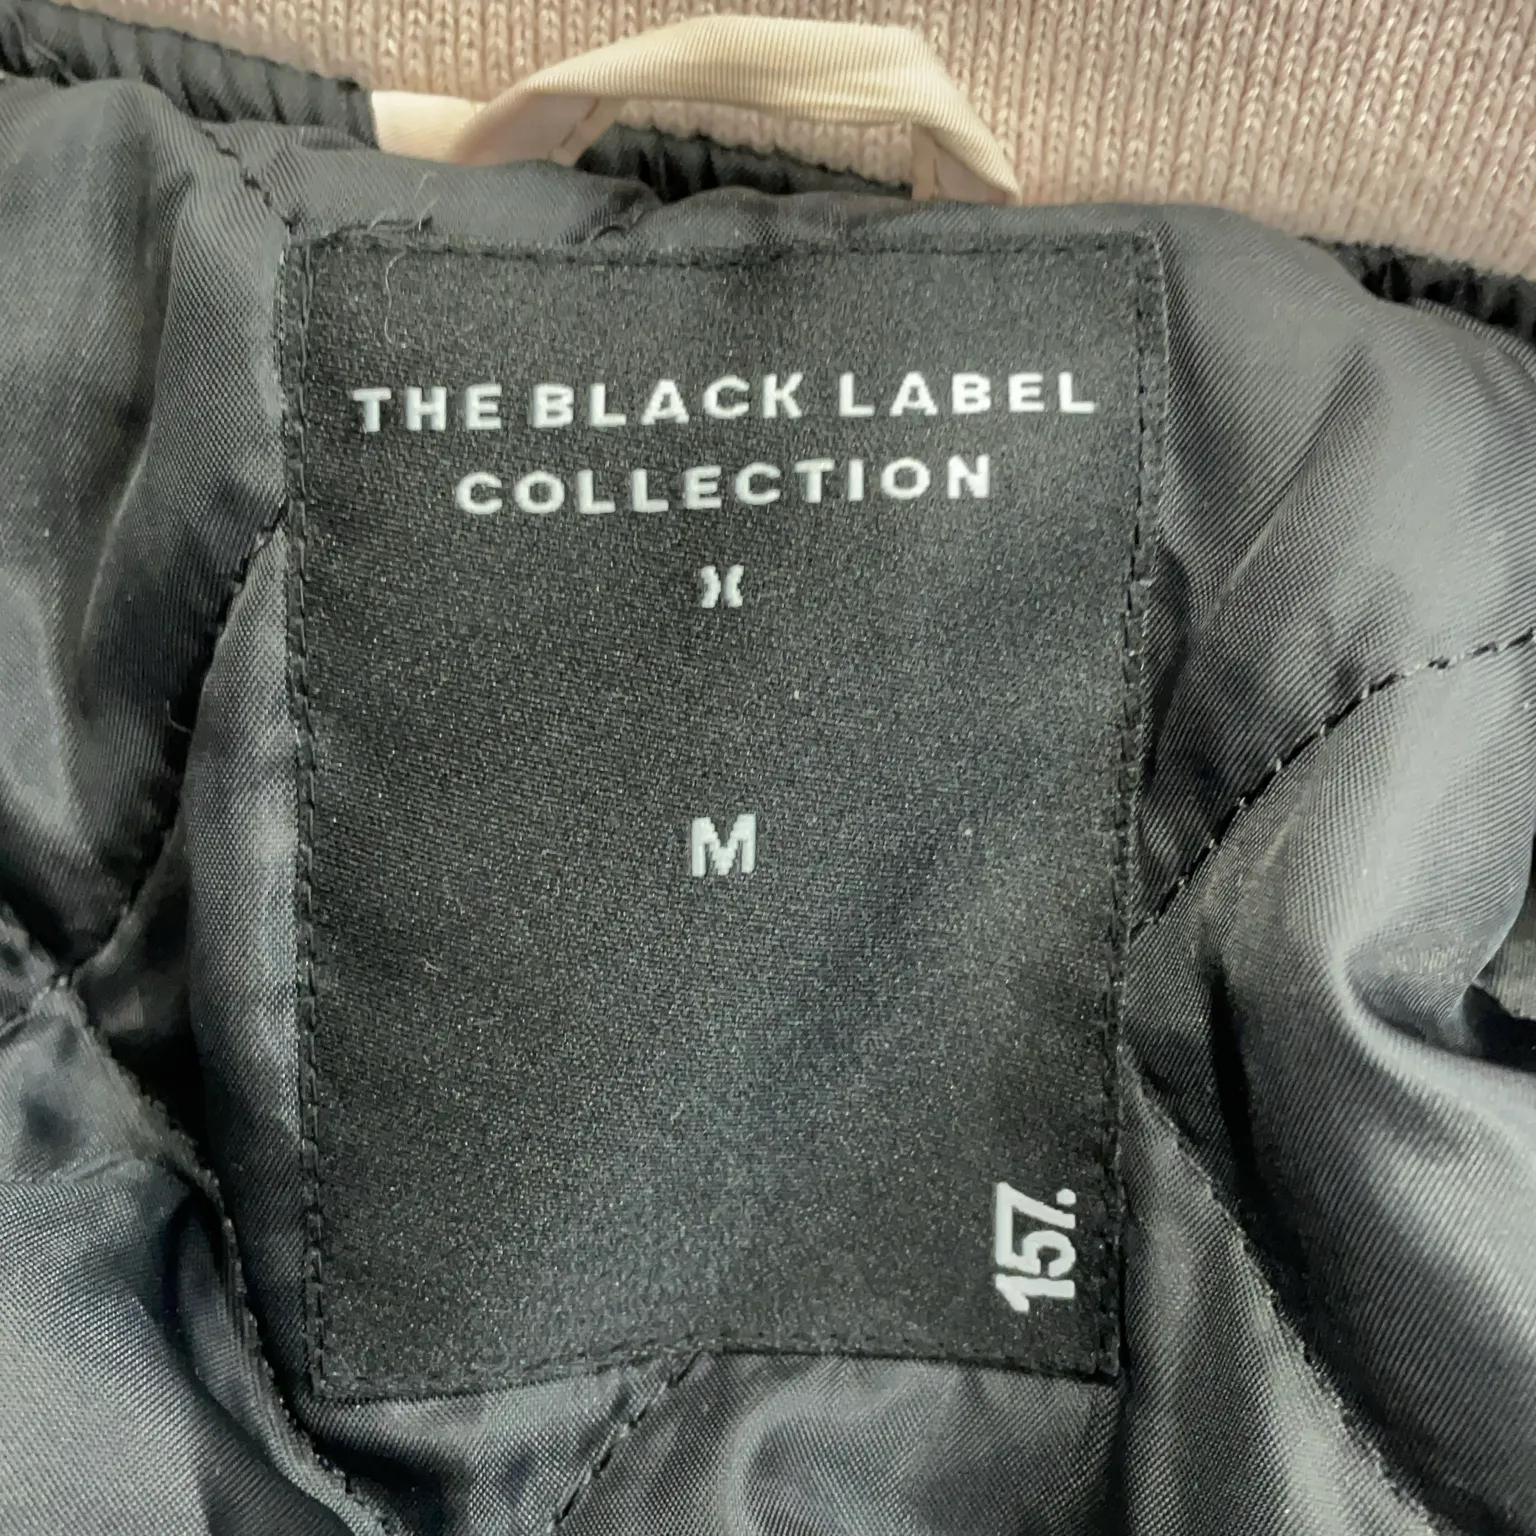 THE BLACK LABEL
COLLECTION
M
157.